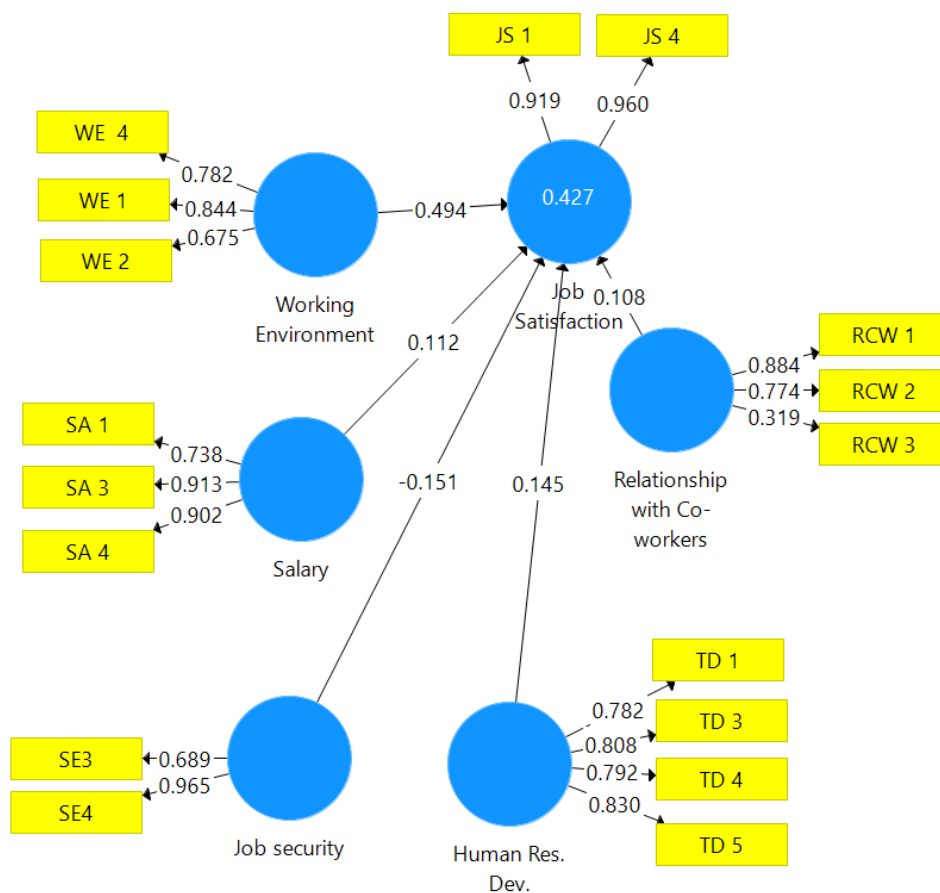 JS 1
JS 4
0.919
0.960
WE 4
WE 1
WE 2
0.782
0.844
0.675
0.494
0.427
Working
Environment
Job
Satisfaction
0.108
0.112
RCW 1
RCW 2
RCW 3
0.884
0.774
0.319
Relationship
with Co-
workers
SA 1
SA 3
SA 4
0.738
0.913
0.902
Salary
-0.151
0.145
SE3
SE4
0.689
0.965
Job security
TD 1
TD 3
TD 4
TD 5
0.782
0.808
0.792
0.830
Human Res.
Dev.